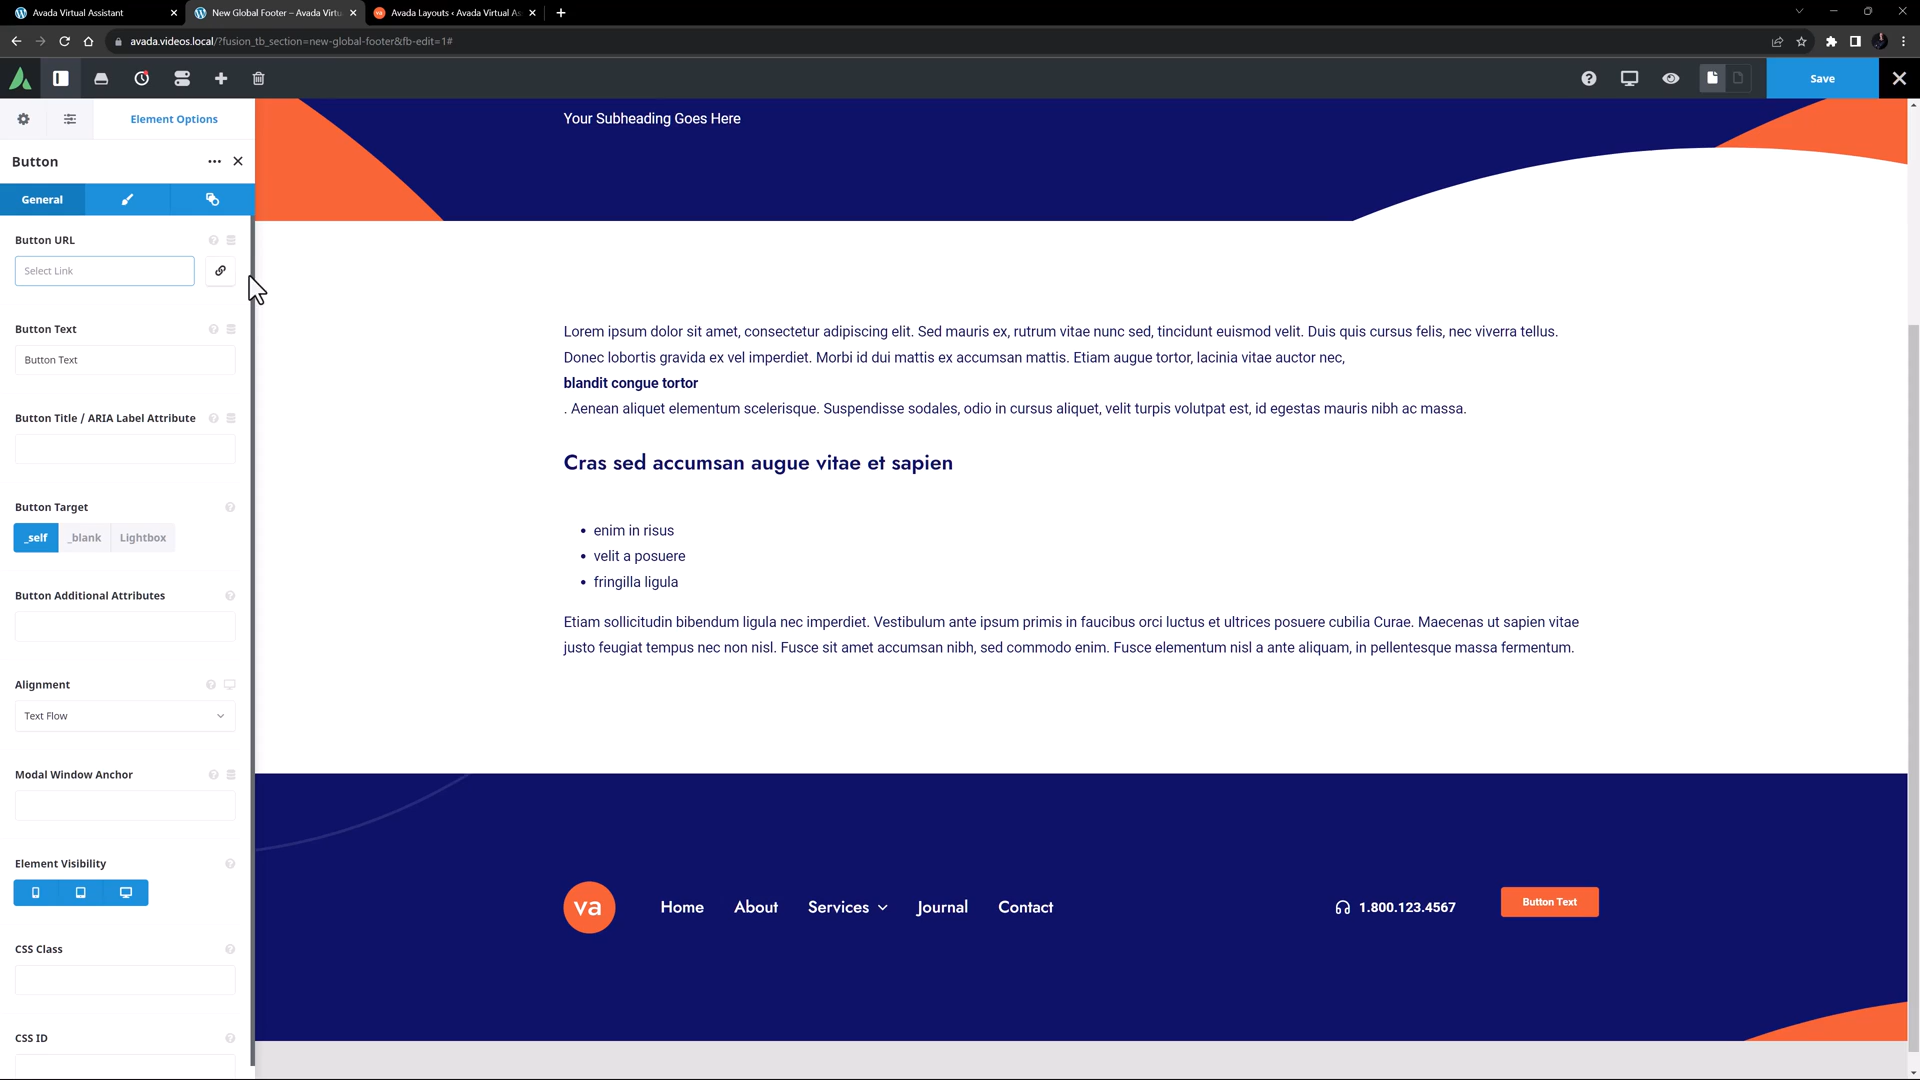 Avada Virtual Assistant
New Global Footer – Avada Virtu
Avada Layouts ‹ Avada Virtual As
avada.videos.local/?fusion_tb_section=new-global-footer&fb-edit=1#
Save
Element Options
Button
General
Button URL
Select Link
Button Text
Button Text
Button Title / ARIA Label Attribute
Button Target
_self
_blank
Lightbox
Button Additional Attributes
Alignment
Text Flow
Modal Window Anchor
Element Visibility
CSS Class
CSS ID
Your Subheading Goes Here
Lorem ipsum dolor sit amet, consectetur adipiscing elit. Sed mauris ex, rutrum vitae nunc sed, tincidunt euismod velit. Duis quis cursus felis, nec viverra tellus.
Donec lobortis gravida ex vel imperdiet. Morbi id dui mattis ex accumsan mattis. Etiam augue tortor, lacinia vitae auctor nec,
blandit congue tortor
. Aenean aliquet elementum scelerisque. Suspendisse sodales, odio in cursus aliquet, velit turpis volutpat est, id egestas mauris nibh ac massa.
Cras sed accumsan augue vitae et sapien
• enim in risus
• velit a posuere
• fringilla ligula
Etiam sollicitudin bibendum ligula nec imperdiet. Vestibulum ante ipsum primis in faucibus orci luctus et ultrices posuere cubilia Curae. Maecenas ut sapien vitae
justo feugiat tempus nec non nisl. Fusce sit amet accumsan nibh, sed commodo enim. Fusce elementum nisl a ante aliquam, in pellentesque massa fermentum.
va
Home
About
Services
Journal
Contact
1.800.123.4567
Button Text